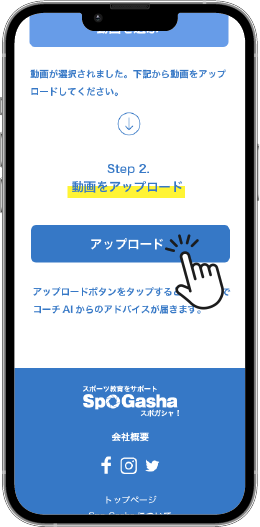 動画が選択されました。下記から動画をアップ
ロードしてください。
Step 2.
動画をアップロード
アップロード
アップロードボタンをタップすると
で
コーチAIからのアドバイスが届きます。
スポーツ教育をサポート
SpOGasha
スポガシャ！
会社概要
トップページ